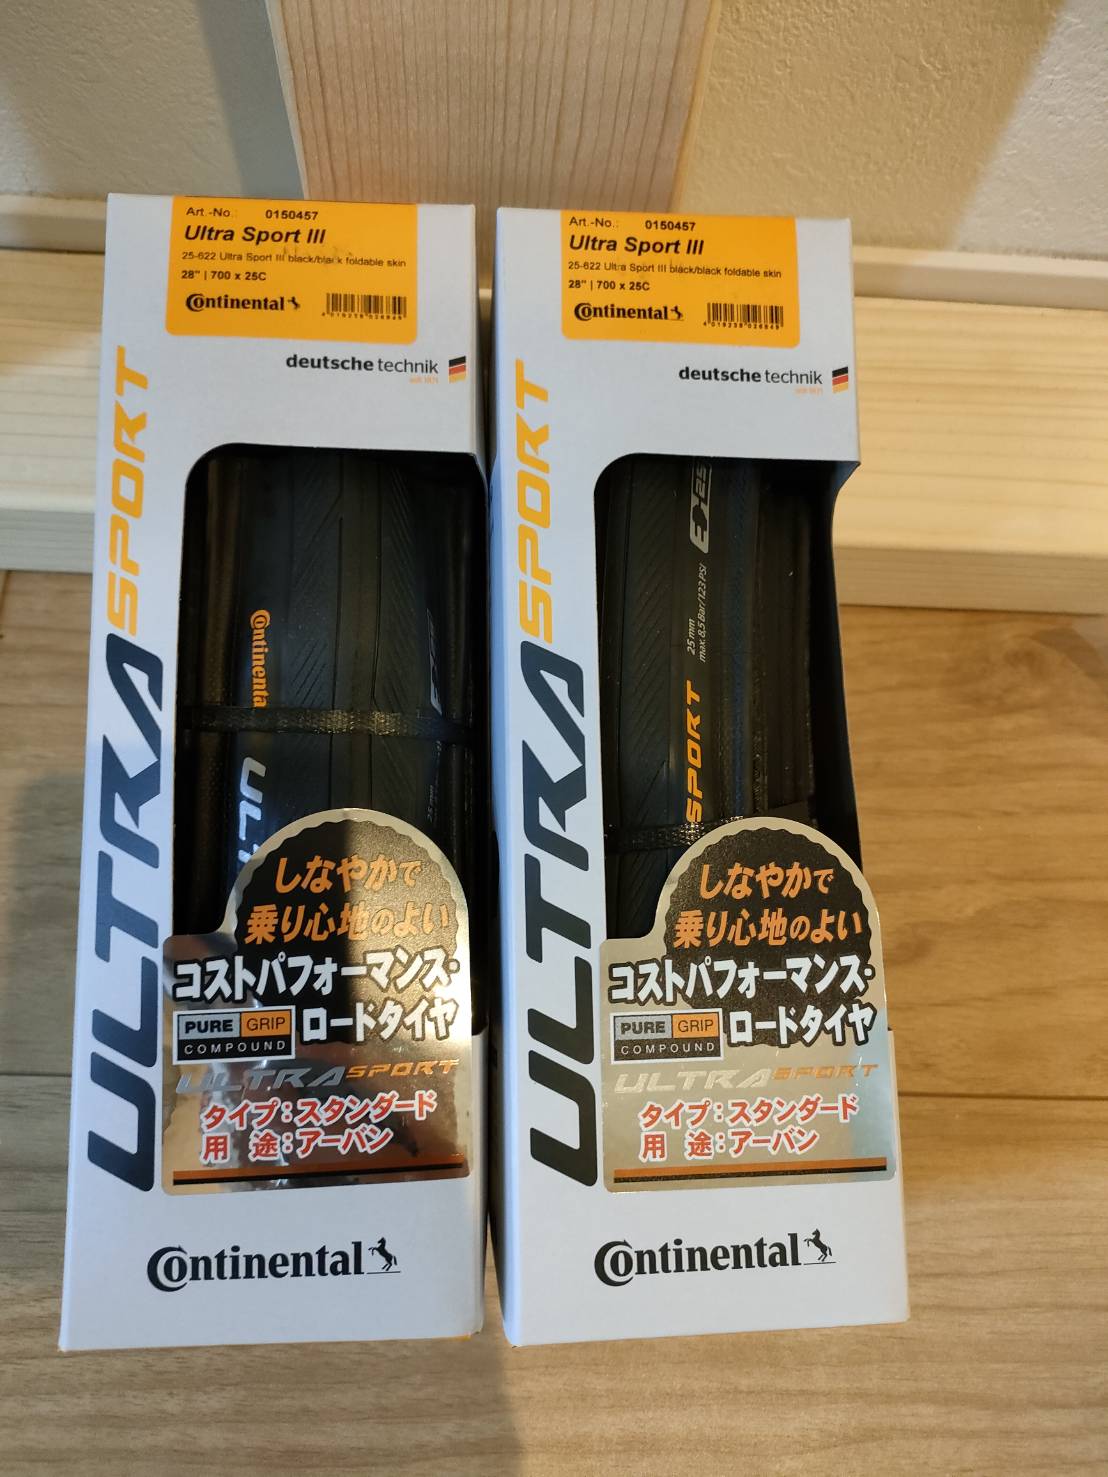 Art.-No.: 0150457
Ultra Sport III
25-622 Ultra Sport III black/black foldable skin
28" | 700 x 25C
Continental
deutsche technik
ULTRA SPORT
Continental
しなやかで
乗り心地のよい
コストパフォーマンス・
ロードタイヤ
PURE GRIP
COMPOUND
ULTRA SPORT
タイプ：スタンダード
用途：アーバン
Continental
Art.-No.: 0150457
Ultra Sport III
25-622 Ultra Sport III black/black foldable skin
28" | 700 x 25C
Continental
deutsche technik
ULTRA SPORT
25 mm
max. 8,5 Bar/123 PSI
SPORT
しなやかで
乗り心地のよい
コストパフォーマンス・
ロードタイヤ
PURE GRIP
COMPOUND
ULTRA SPORT
タイプ：スタンダード
用途：アーバン
Continental